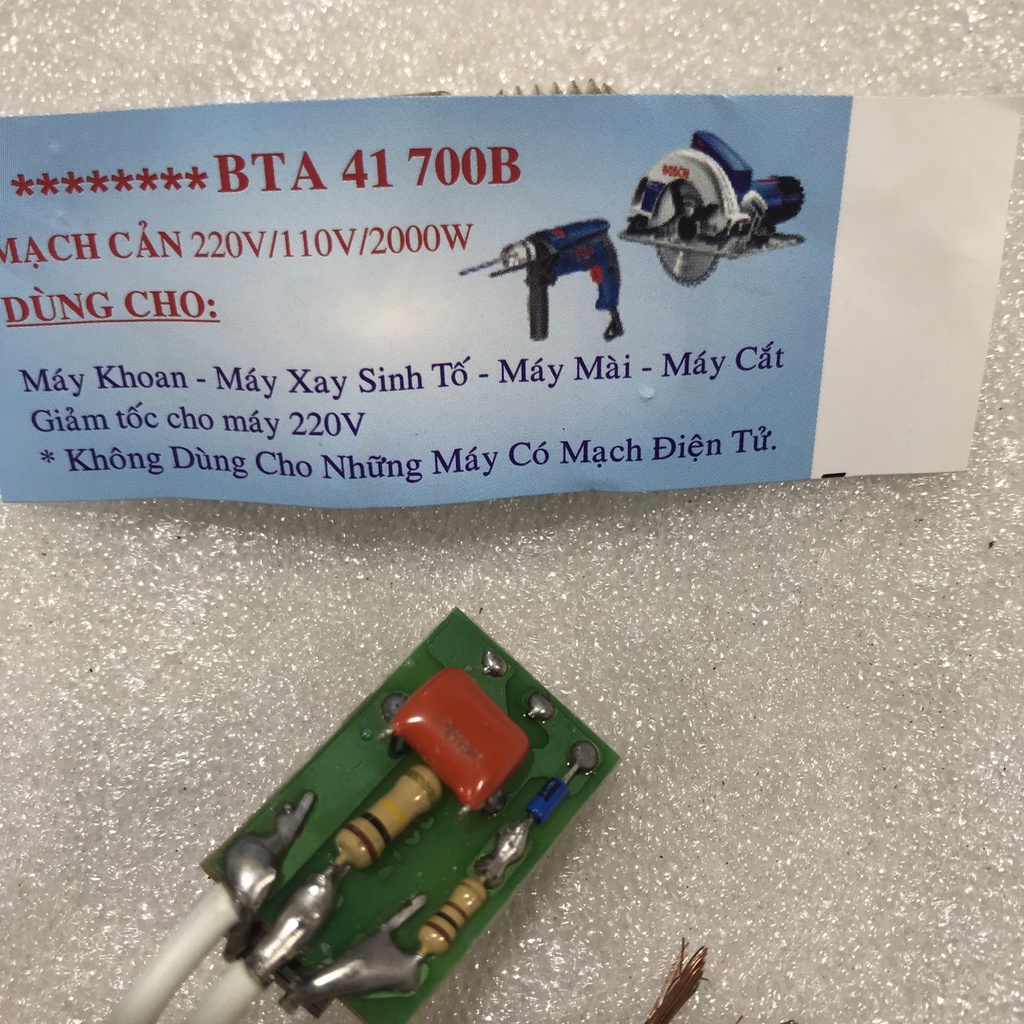 ********BTA 41 700B
MẠCH CẢN 220V/110V/2000W
DÙNG CHO:
Máy Khoan - Máy Xay Sinh Tố - Máy Mài - Máy Cắt
Giảm tốc cho máy 220V
* Không Dùng Cho Những Máy Có Mạch Điện Tử.
BOSCH